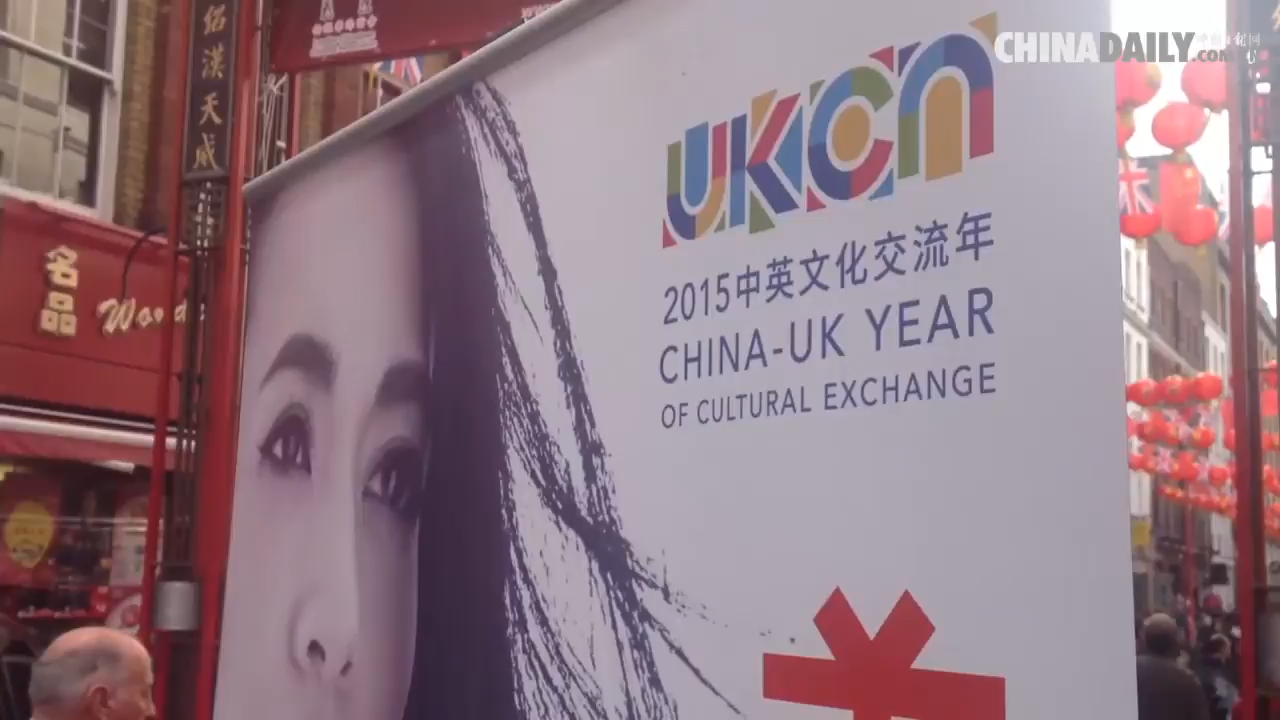 CHINADAILY.com.cn
UKCN
2015中英文化交流年
CHINA-UK YEAR
OF CULTURAL EXCHANGE
名品